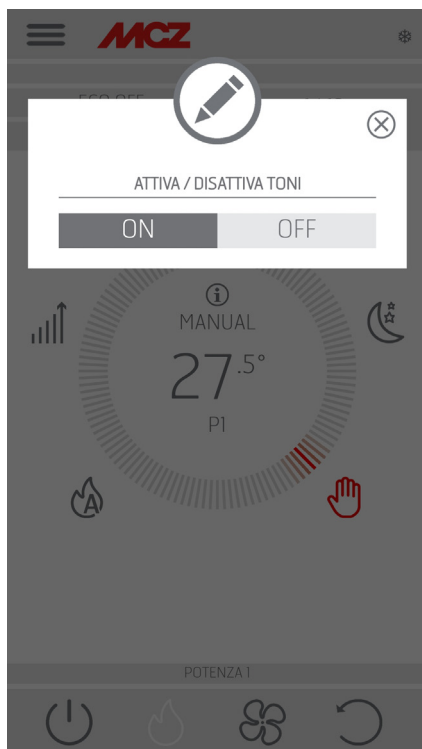 MCZ
ATTIVA / DISATTIVA TONI
ON OFF
MANUAL
27.5°
P1
A
POTENZA 1